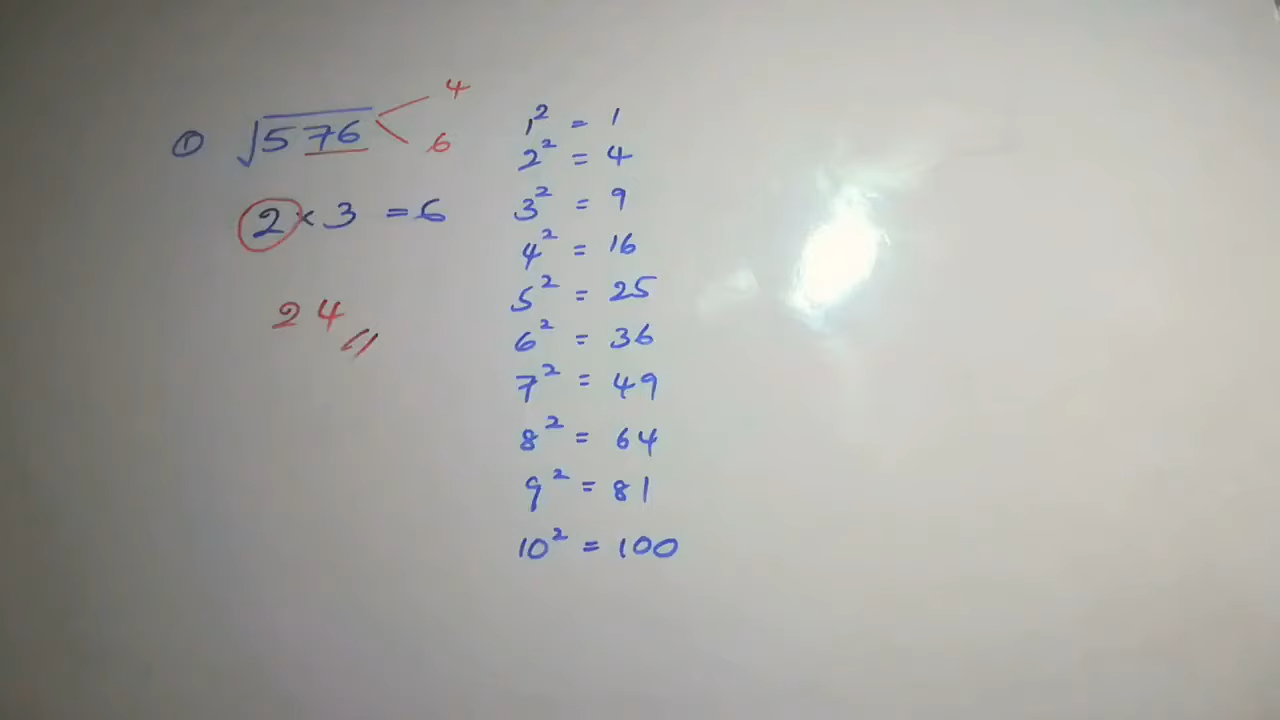 ① √576 < 4
6
2 × 3 = 6
24 //
1² = 1
2² = 4
3² = 9
4² = 16
5² = 25
6² = 36
7² = 49
8² = 64
9² = 81
10² = 100